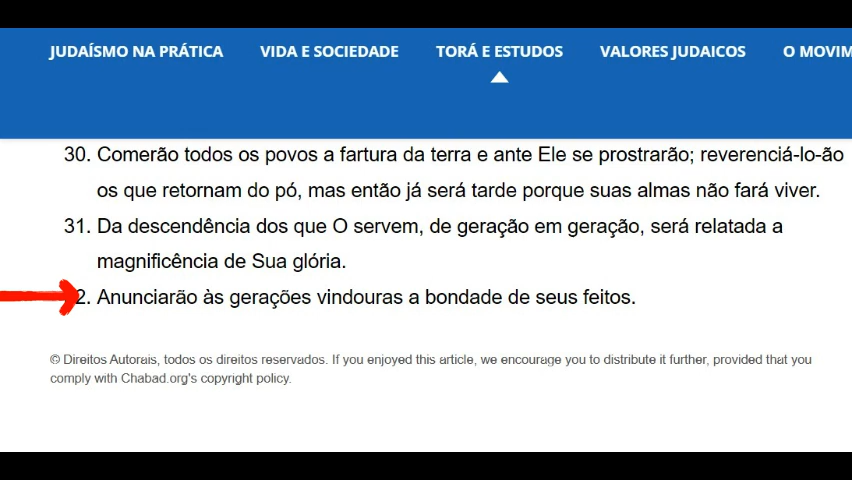 JUDAÍSMO NA PRÁTICA VIDA E SOCIEDADE TORÁ E ESTUDOS VALORES JUDAICOS O MOVIM
30. Comerão todos os povos a fartura da terra e ante Ele se prostrarão; reverenciá-lo-ão
os que retornam do pó, mas então já será tarde porque suas almas não fará viver.
31. Da descendência dos que O servem, de geração em geração, será relatada a
magnificência de Sua glória.
2. Anunciarão às gerações vindouras a bondade de seus feitos.
© Direitos Autorais, todos os direitos reservados. If you enjoyed this article, we encourage you to distribute it further, provided that you
comply with Chabad.org's copyright policy.